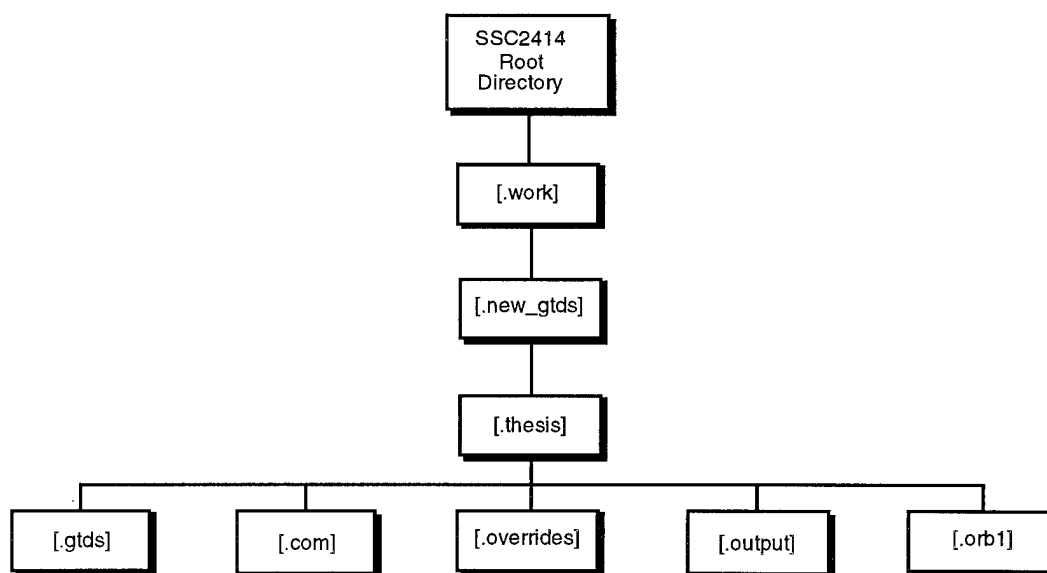 SSC2414
Root
Directory
[.work]
[.new_gtds]
[.thesis]
[.gtds]
[.com]
[.overrides]
[.output]
[.orb1]